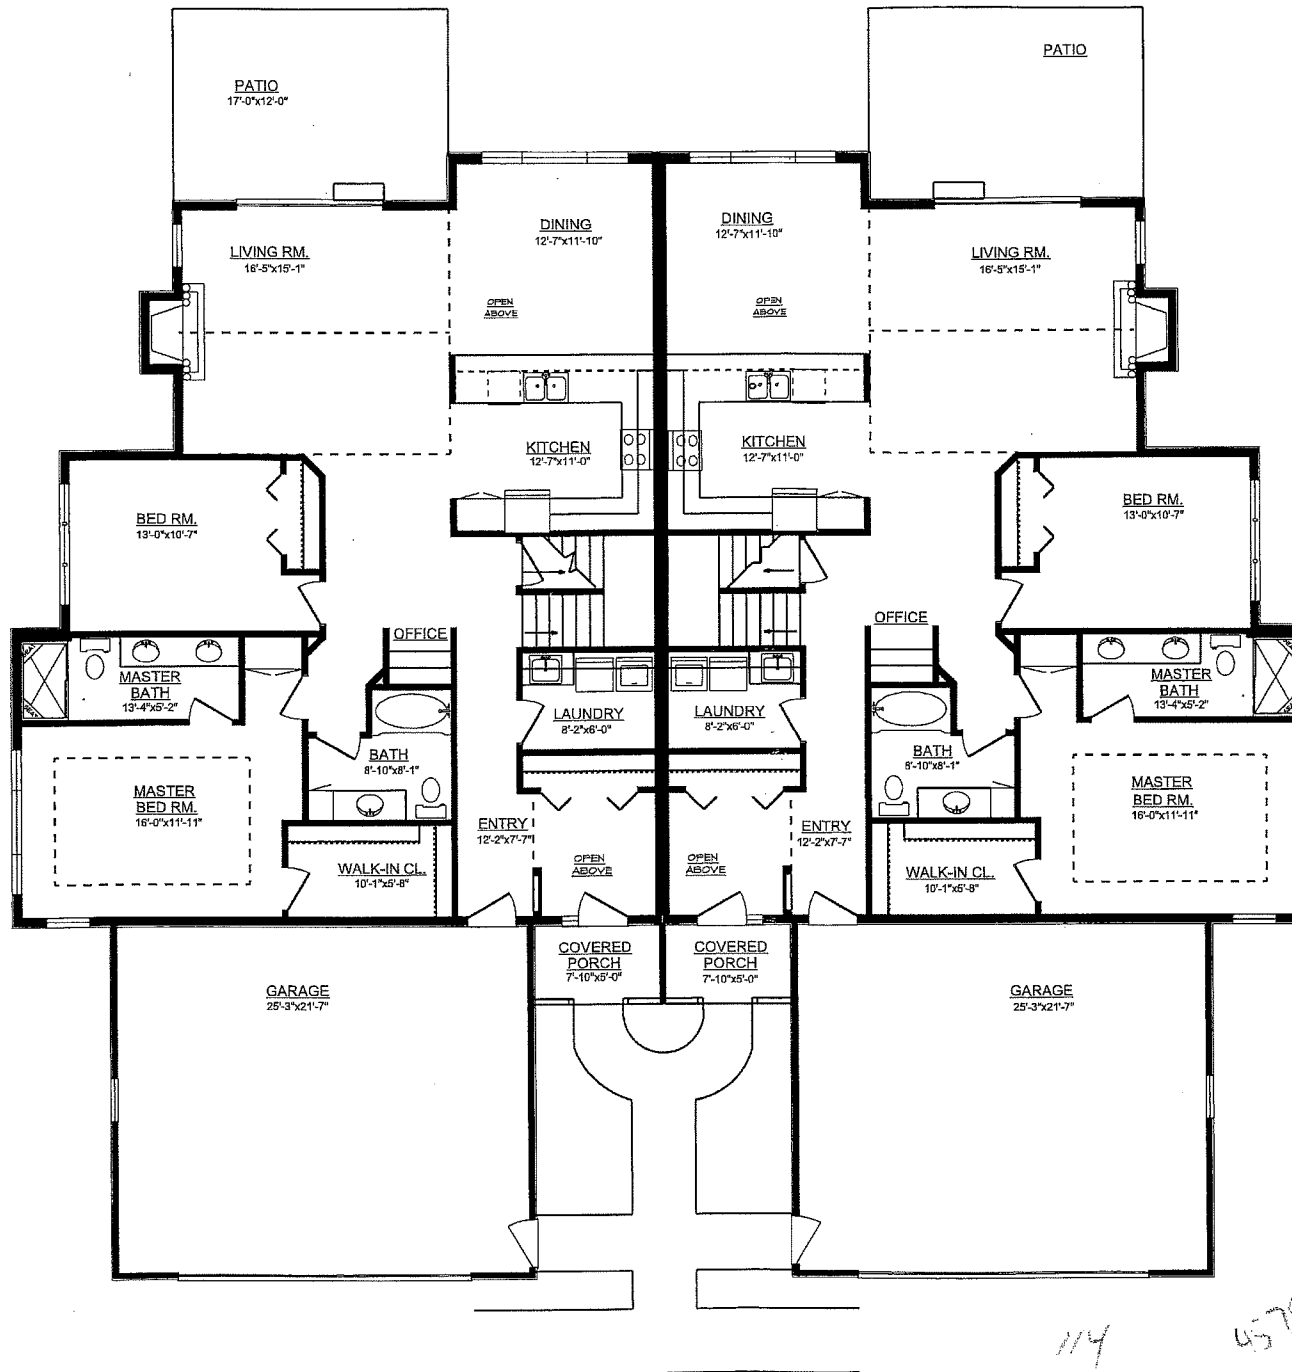 PATIO
17'-0"x12'-0"
PATIO
DINING
12'-7"x11'-10"
DINING
12'-7"x11'-10"
LIVING RM.
16'-5"x15'-1"
LIVING RM.
16'-5"x15'-1"
OPEN
ABOVE
OPEN
ABOVE
KITCHEN
12'-7"x11'-0"
KITCHEN
12'-7"x11'-0"
BED RM.
13'-0"x10'-7"
BED RM.
13'-0"x10'-7"
OFFICE
OFFICE
MASTER
BATH
13'-4"x5'-2"
MASTER
BATH
13'-4"x5'-2"
LAUNDRY
8'-2"x6'-0"
LAUNDRY
8'-2"x6'-0"
BATH
8'-10"x8'-1"
BATH
8'-10"x8'-1"
MASTER
BED RM.
16'-0"x11'-11"
MASTER
BED RM.
16'-0"x11'-11"
ENTRY
12'-2"x7'-7"
ENTRY
12'-2"x7'-7"
OPEN
ABOVE
OPEN
ABOVE
WALK-IN CL.
10'-1"x5'-8"
WALK-IN CL.
10'-1"x5'-8"
COVERED
PORCH
7'-10"x5'-0"
COVERED
PORCH
7'-10"x5'-0"
GARAGE
25'-3"x21'-7"
GARAGE
25'-3"x21'-7"
114